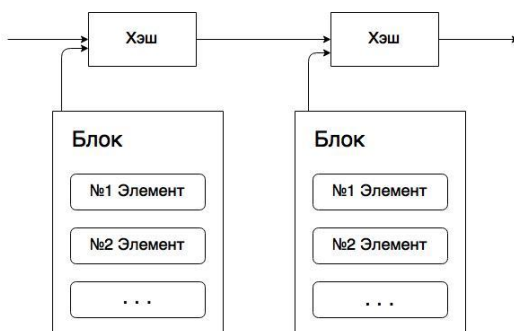 Хэш
Хэш
Блок
№1 Элемент
№2 Элемент
...
Блок
№1 Элемент
№2 Элемент
...